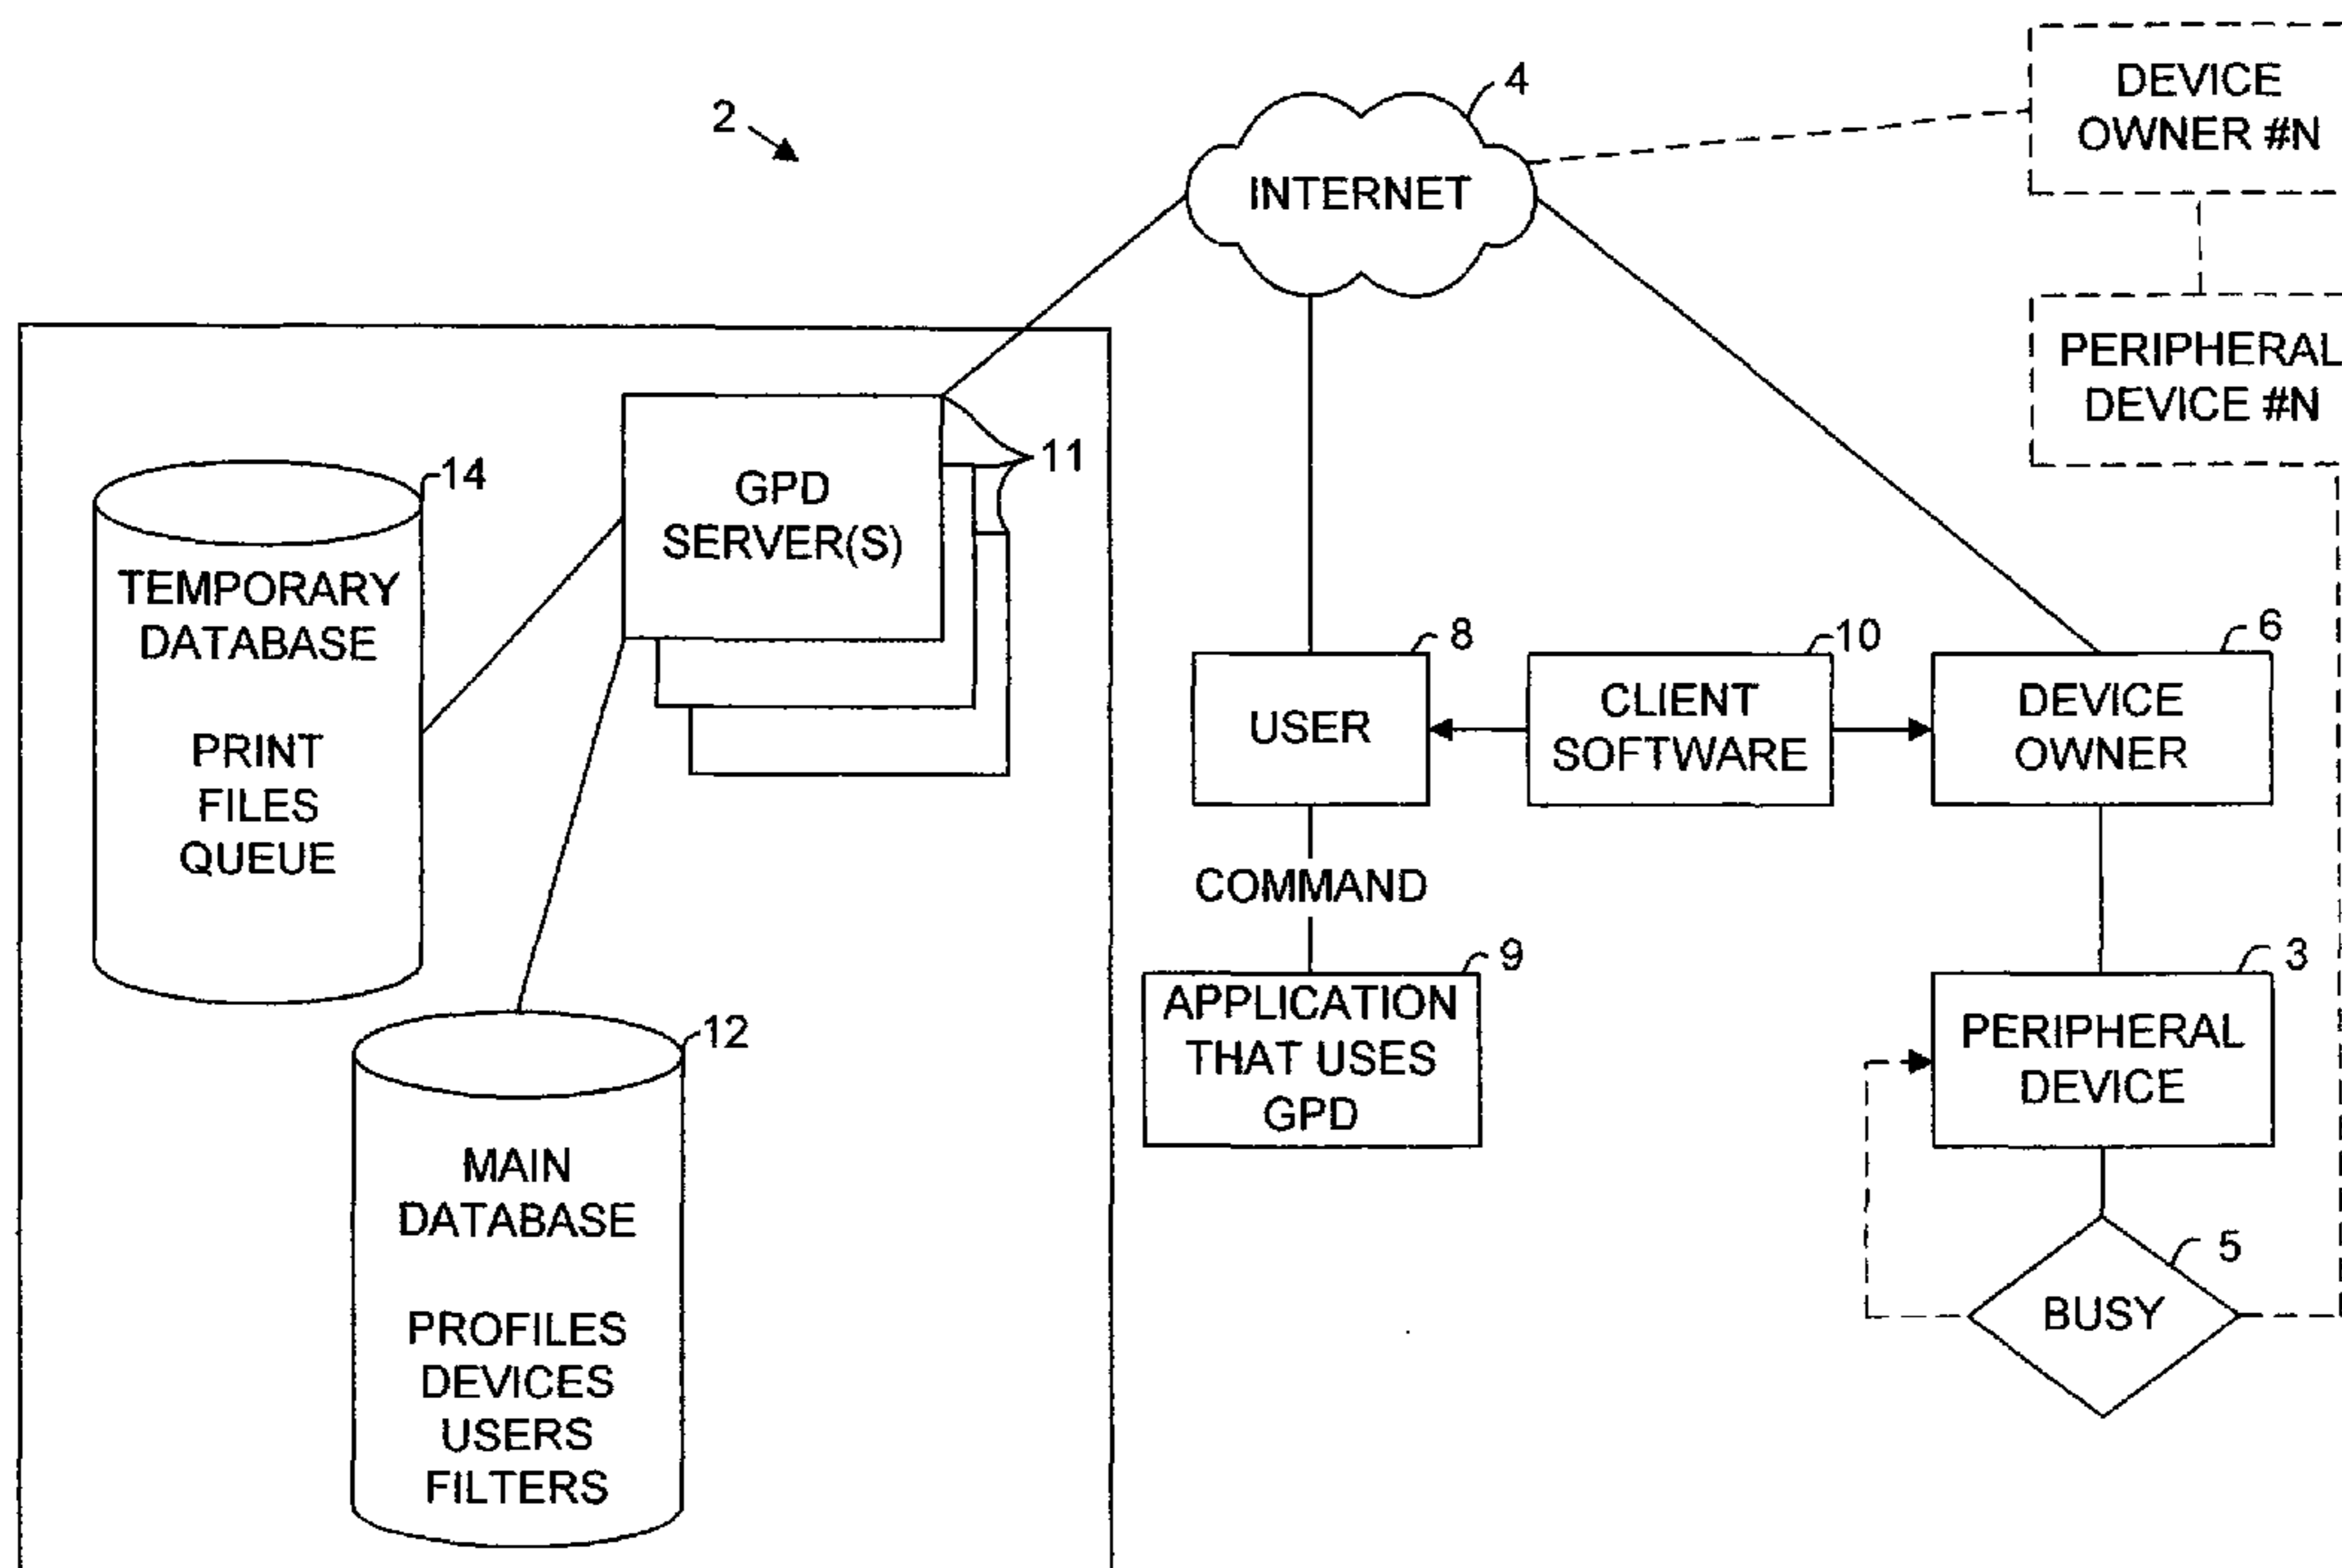 2
4
INTERNET
DEVICE
OWNER #N
PERIPHERAL
DEVICE #N
14
TEMPORARY
DATABASE
PRINT
FILES
QUEUE
GPD
SERVER(S)
11
12
MAIN
DATABASE
PROFILES
DEVICES
USERS
FILTERS
8
USER
10
CLIENT
SOFTWARE
6
DEVICE
OWNER
COMMAND
9
APPLICATION
THAT USES
GPD
3
PERIPHERAL
DEVICE
5
BUSY